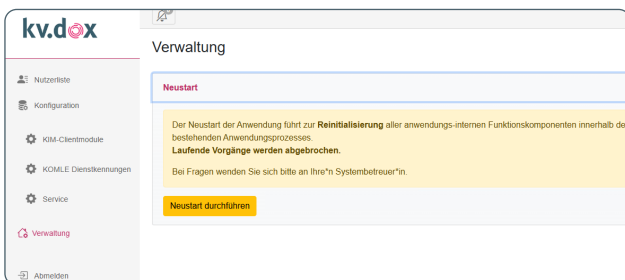 kv.dox
Verwaltung
Nutzerliste
Konfiguration
KIM-Clientmodule
KOMLE Dienstkennungen
Service
Verwaltung
Abmelden
Neustart
Der Neustart der Anwendung führt zur Reinitialisierung aller anwendungs-internen Funktionskomponenten innerhalb de
bestehenden Anwendungsprozesses.
Laufende Vorgänge werden abgebrochen.
Bei Fragen wenden Sie sich bitte an Ihre*n Systembetreuer*in.
Neustart durchführen